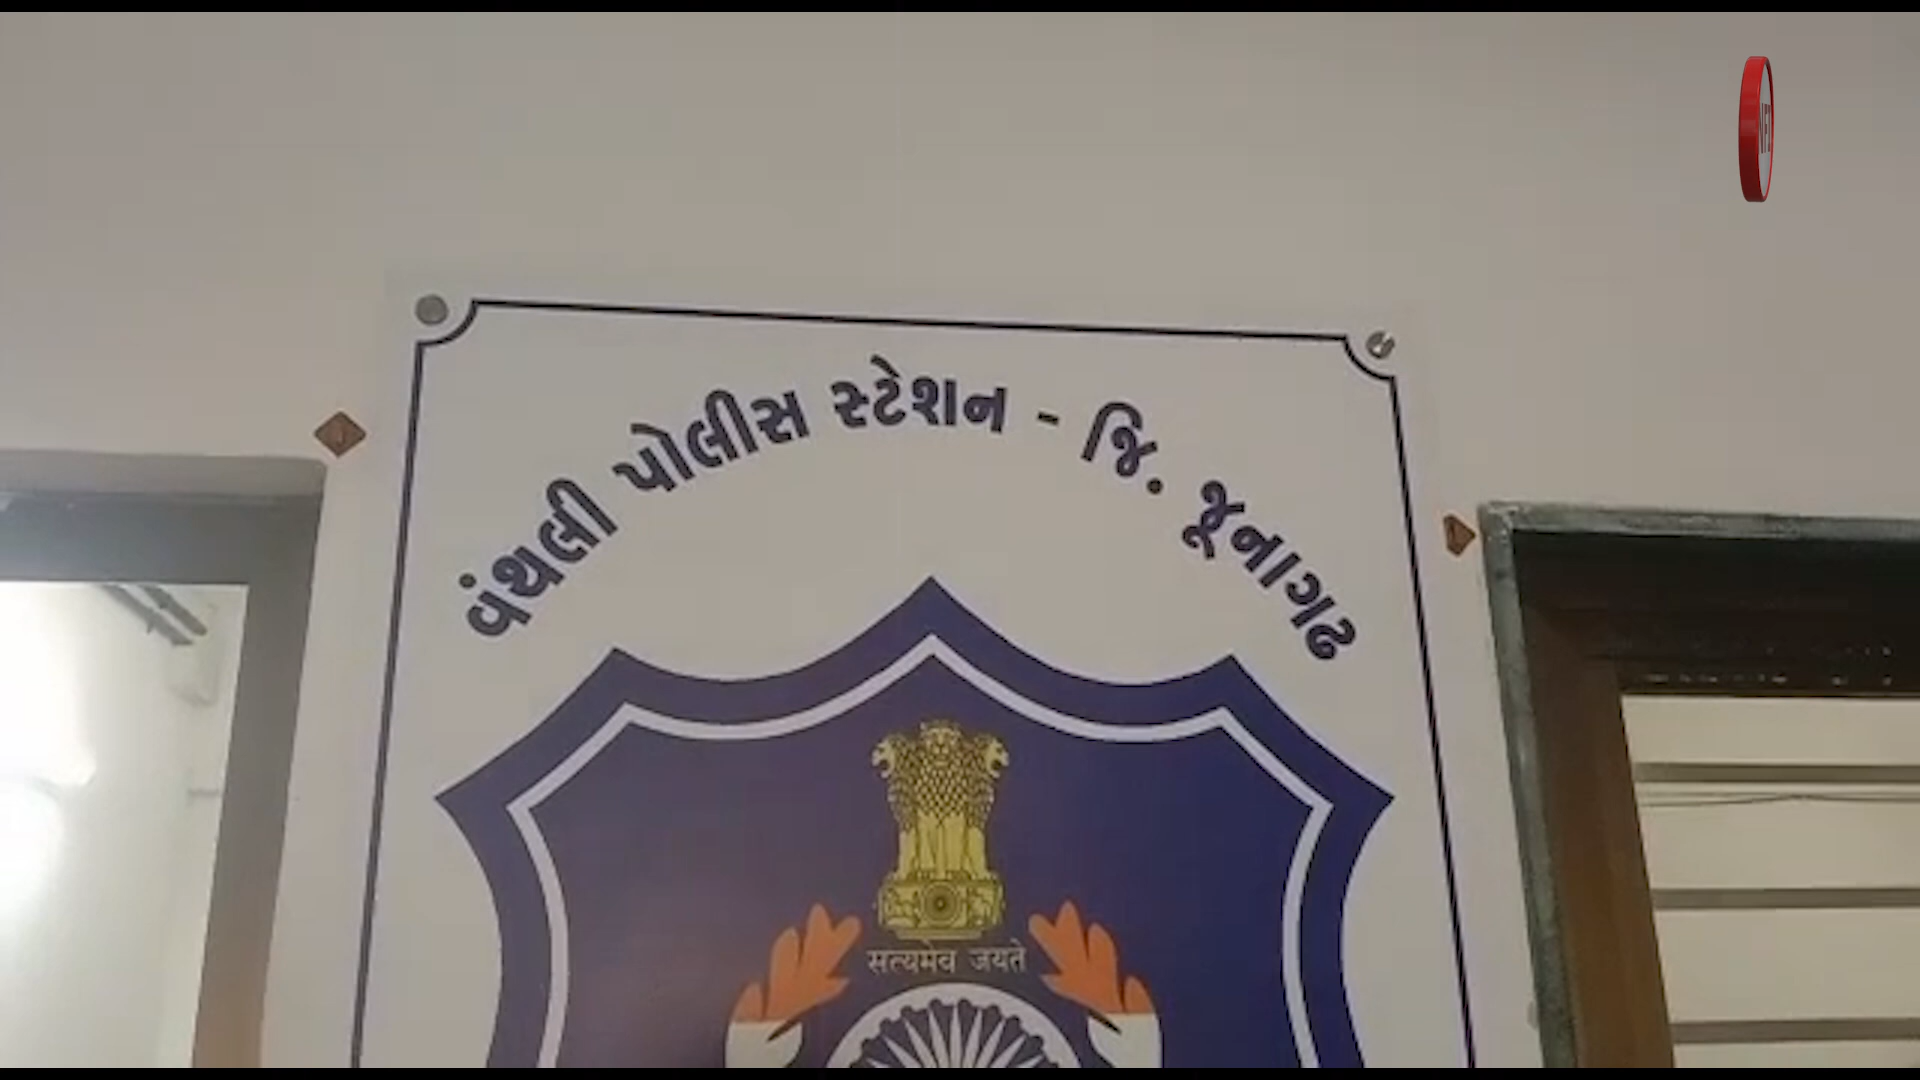 વંથલી પોલીસ સ્ટેશન - જિ. જૂનાગઢ
सत्यमेव जयते